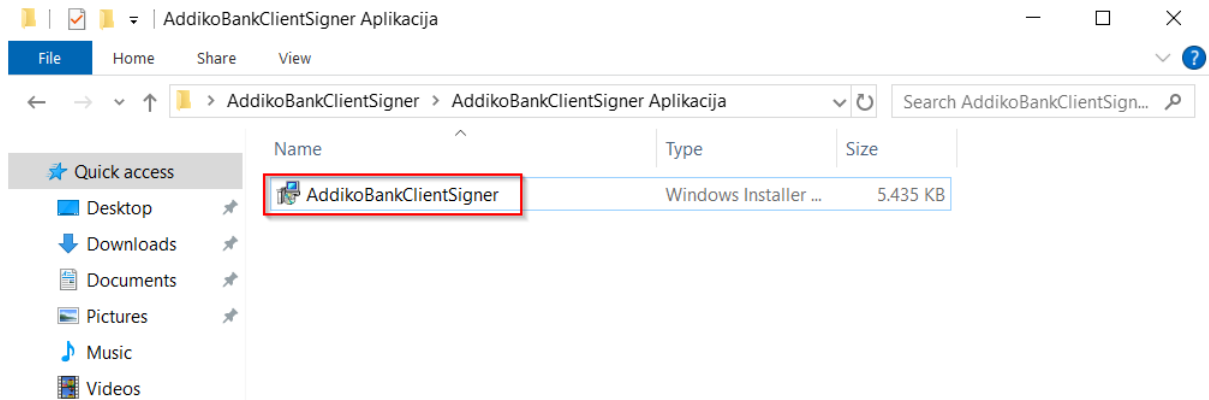 AddikoBankClientSigner Aplikacija
File Home Share View
AddikoBankClientSigner > AddikoBankClientSigner Aplikacija Search AddikoBankClientSign...
Name Type Size
Quick access
AddikoBankClientSigner Windows Installer ... 5.435 KB
Desktop
Downloads
Documents
Pictures
Music
Videos